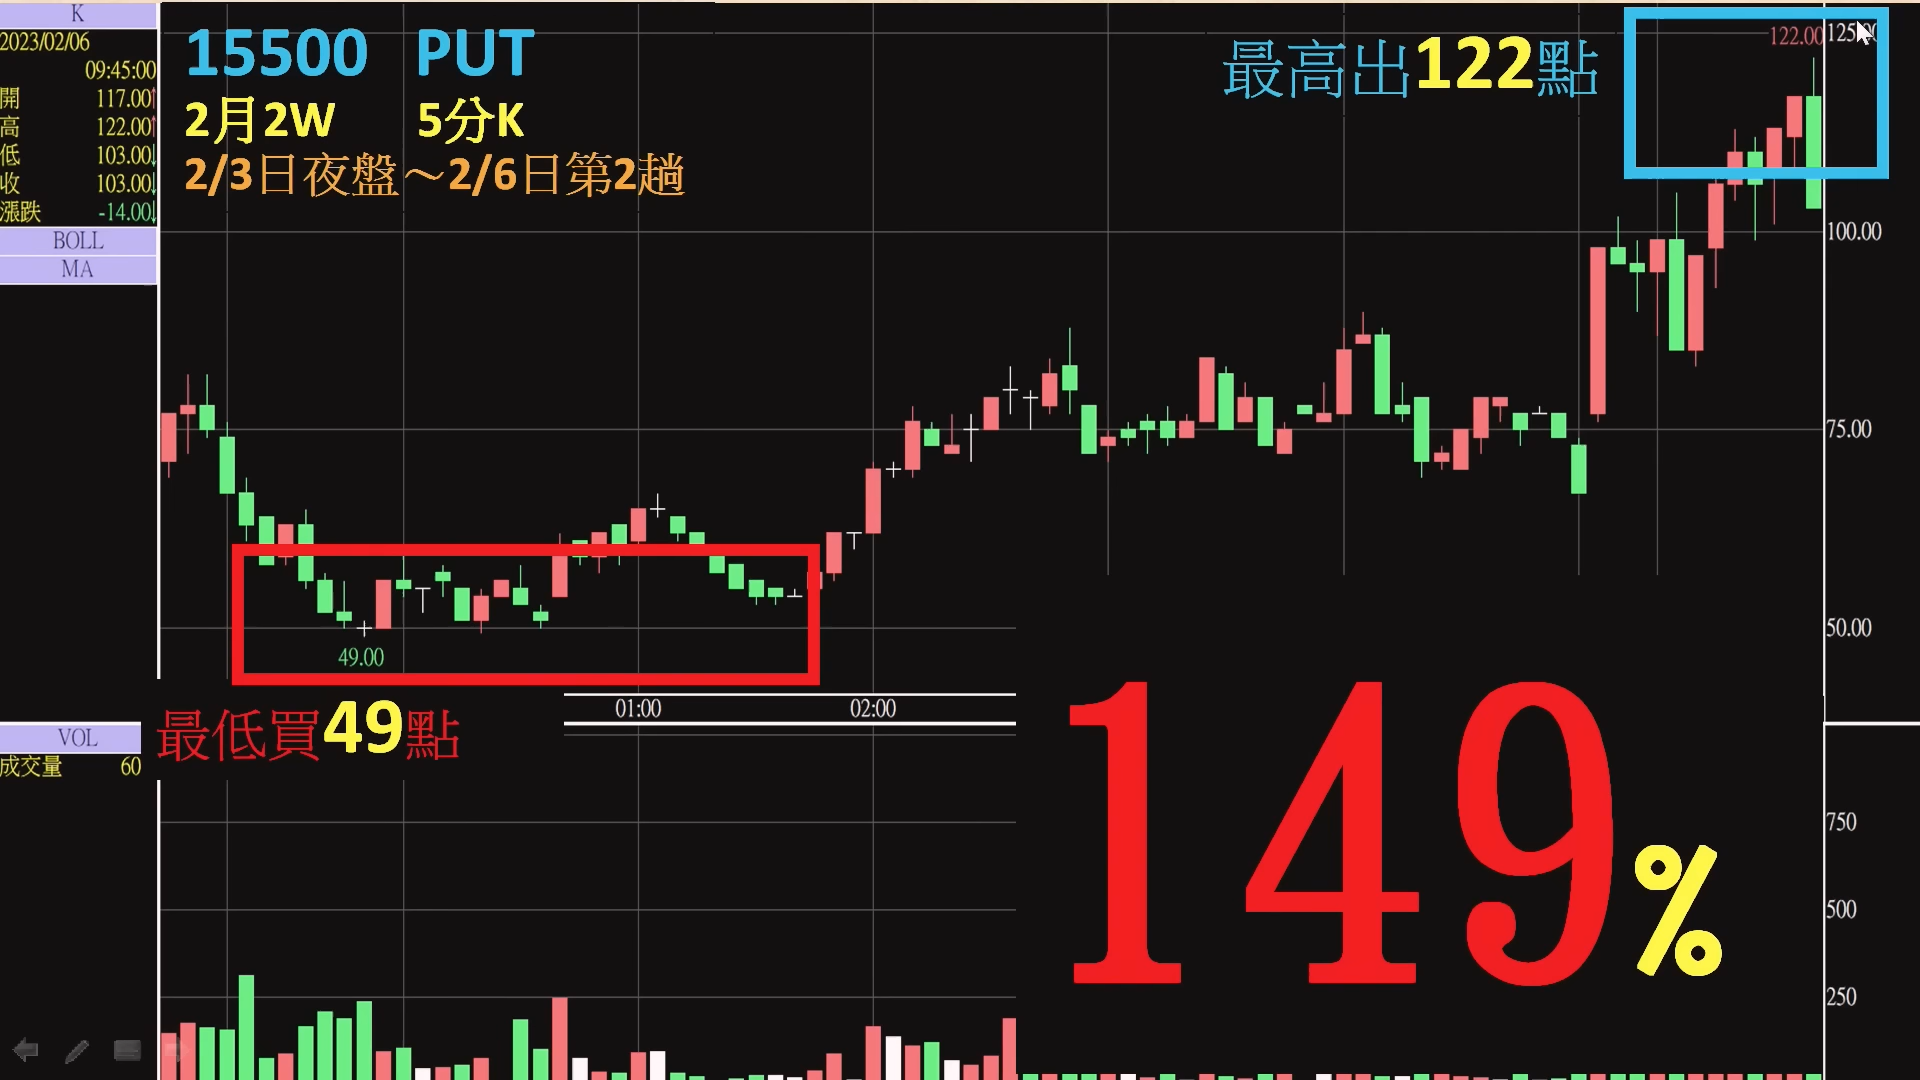 K
2023/02/06
09:45:00
開 117.00
高 122.00
低 103.00
收 103.00
漲跌 -14.00
BOLL
MA
15500 PUT
2月2W 5分K
2/3日夜盤～2/6日第2趟
最高出122點
122.00
100.00
75.00
50.00
49.00
01:00 02:00
最低買49點
VOL
成交量 60
149%
750
500
250